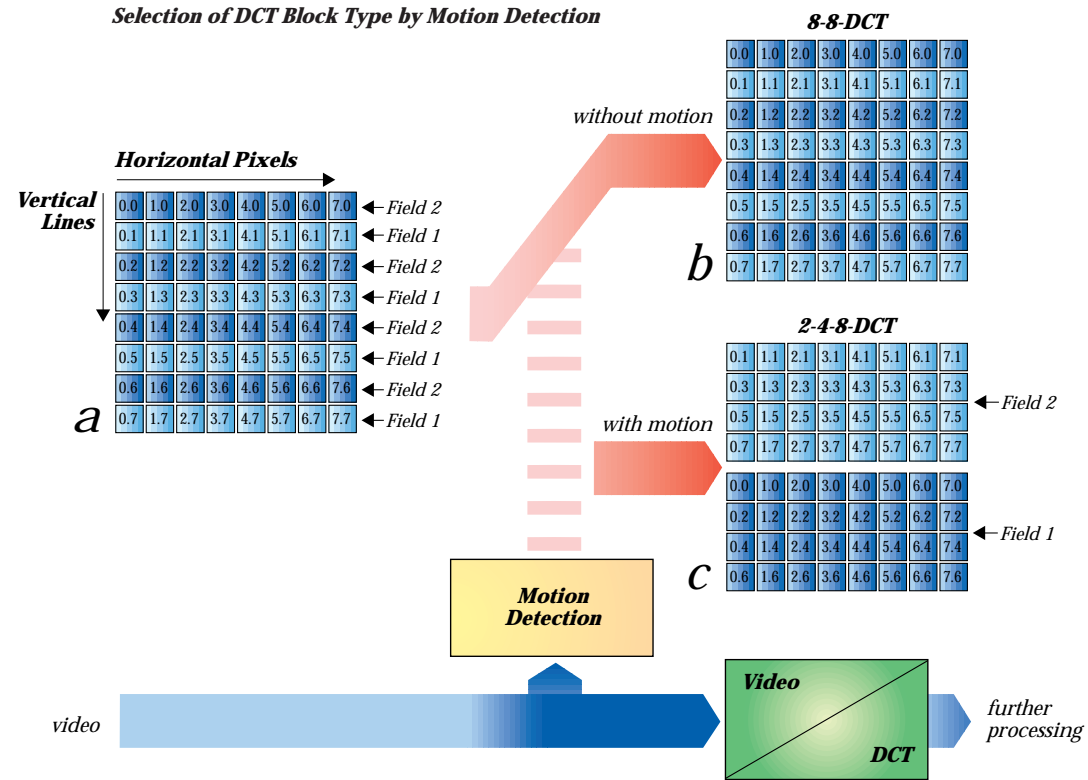 Selection of DCT Block Type by Motion Detection
8-8-DCT
0.0 1.0 2.0 3.0 4.0 5.0 6.0 7.0
0.1 1.1 2.1 3.1 4.1 5.1 6.1 7.1
0.2 1.2 2.2 3.2 4.2 5.2 6.2 7.2
0.3 1.3 2.3 3.3 4.3 5.3 6.3 7.3
0.4 1.4 2.4 3.4 4.4 5.4 6.4 7.4
0.5 1.5 2.5 3.5 4.5 5.5 6.5 7.5
0.6 1.6 2.6 3.6 4.6 5.6 6.6 7.6
0.7 1.7 2.7 3.7 4.7 5.7 6.7 7.7
b
without motion
Horizontal Pixels
Vertical
Lines
0.0 1.0 2.0 3.0 4.0 5.0 6.0 7.0 Field 2
0.1 1.1 2.1 3.1 4.1 5.1 6.1 7.1 Field 1
0.2 1.2 2.2 3.2 4.2 5.2 6.2 7.2 Field 2
0.3 1.3 2.3 3.3 4.3 5.3 6.3 7.3 Field 1
0.4 1.4 2.4 3.4 4.4 5.4 6.4 7.4 Field 2
0.5 1.5 2.5 3.5 4.5 5.5 6.5 7.5 Field 1
0.6 1.6 2.6 3.6 4.6 5.6 6.6 7.6 Field 2
0.7 1.7 2.7 3.7 4.7 5.7 6.7 7.7 Field 1
a
2-4-8-DCT
0.1 1.1 2.1 3.1 4.1 5.1 6.1 7.1
0.3 1.3 2.3 3.3 4.3 5.3 6.3 7.3
0.5 1.5 2.5 3.5 4.5 5.5 6.5 7.5
0.7 1.7 2.7 3.7 4.7 5.7 6.7 7.7
Field 2
with motion
0.0 1.0 2.0 3.0 4.0 5.0 6.0 7.0
0.2 1.2 2.2 3.2 4.2 5.2 6.2 7.2
0.4 1.4 2.4 3.4 4.4 5.4 6.4 7.4
0.6 1.6 2.6 3.6 4.6 5.6 6.6 7.6
Field 1
c
Motion
Detection
video
Video
DCT
further
processing